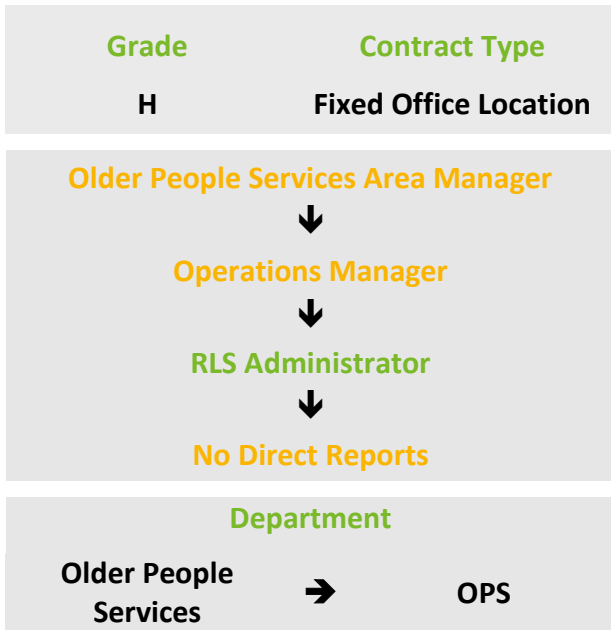 Grade Contract Type
H Fixed Office Location
Older People Services Area Manager
Operations Manager
RLS Administrator
No Direct Reports
Department
Older People
Services
OPS